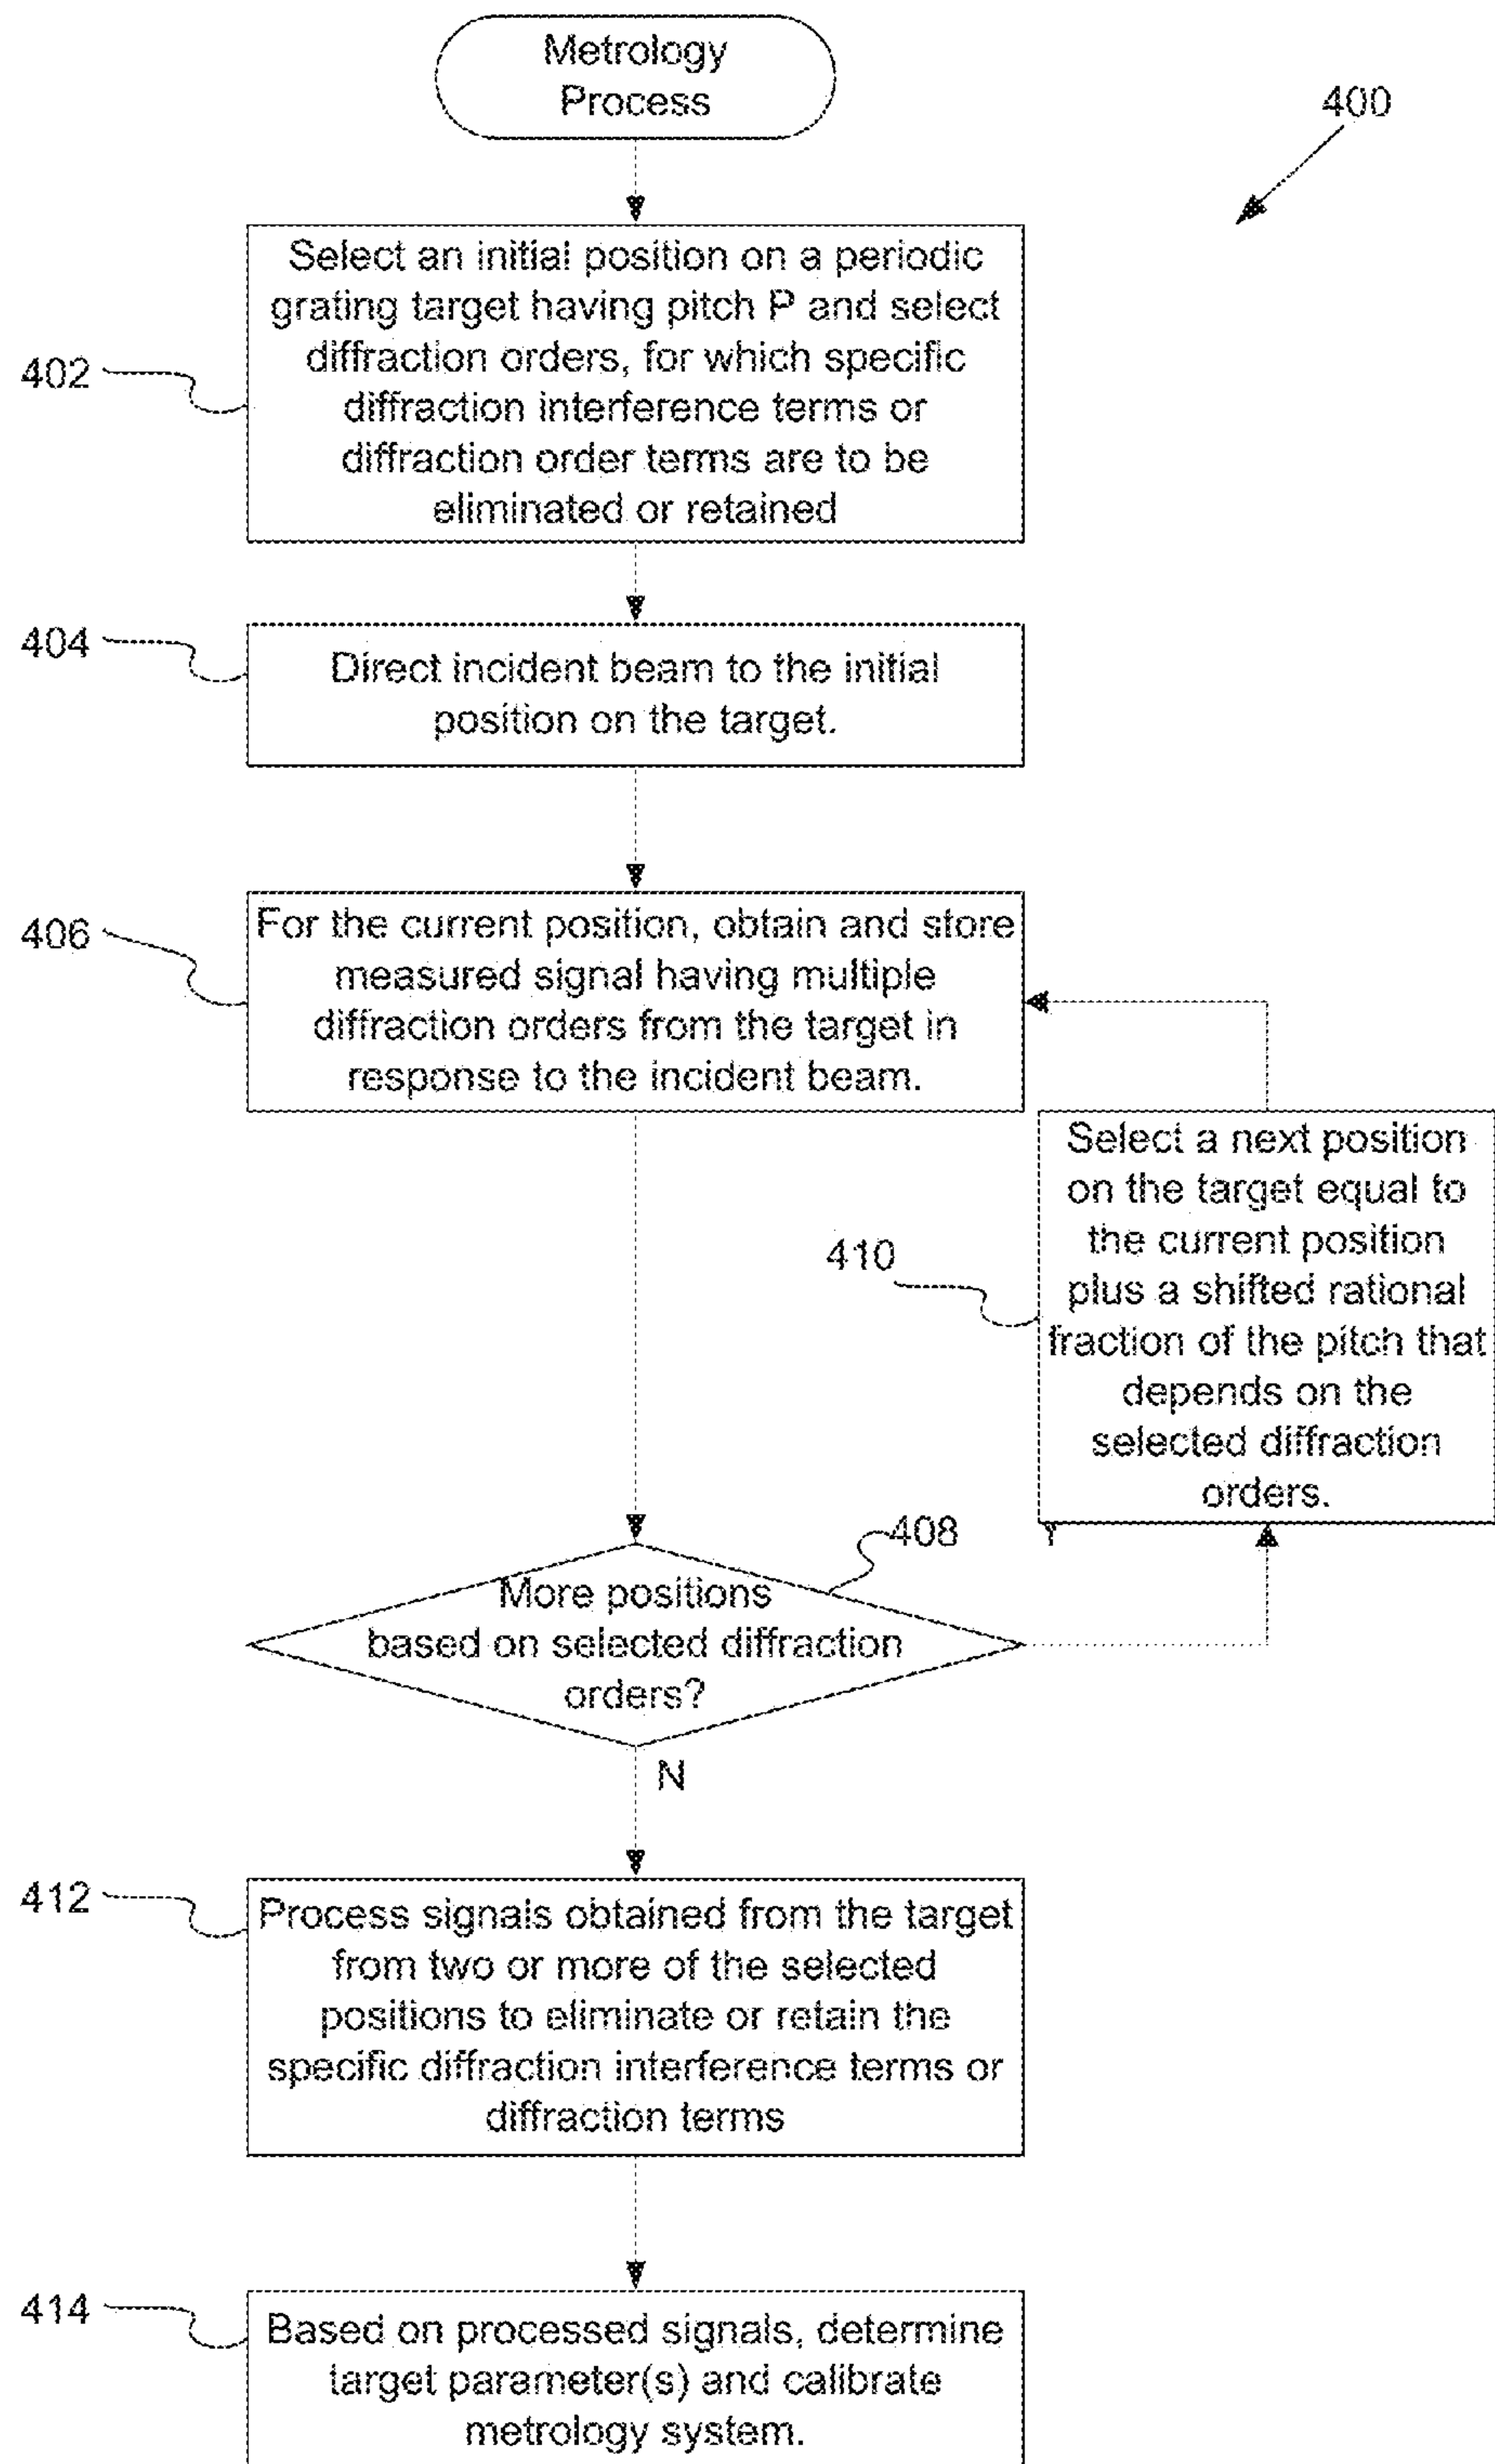 Metrology
Process
400
Select an initial position on a periodic
grating target having pitch P and select
diffraction orders, for which specific
diffraction interference terms or
diffraction order terms are to be
eliminated or retained
402
404
Direct incident beam to the initial
position on the target.
406
For the current position, obtain and store
measured signal having multiple
diffraction orders from the target in
response to the incident beam.
Select a next position
on the target equal to
the current position
plus a shifted rational
fraction of the pitch that
depends on the
selected diffraction
orders.
410
408
Y
More positions
based on selected diffraction
orders?
N
412
Process signals obtained from the target
from two or more of the selected
positions to eliminate or retain the
specific diffraction interference terms or
diffraction terms
414
Based on processed signals, determine
target parameter(s) and calibrate
metrology system.